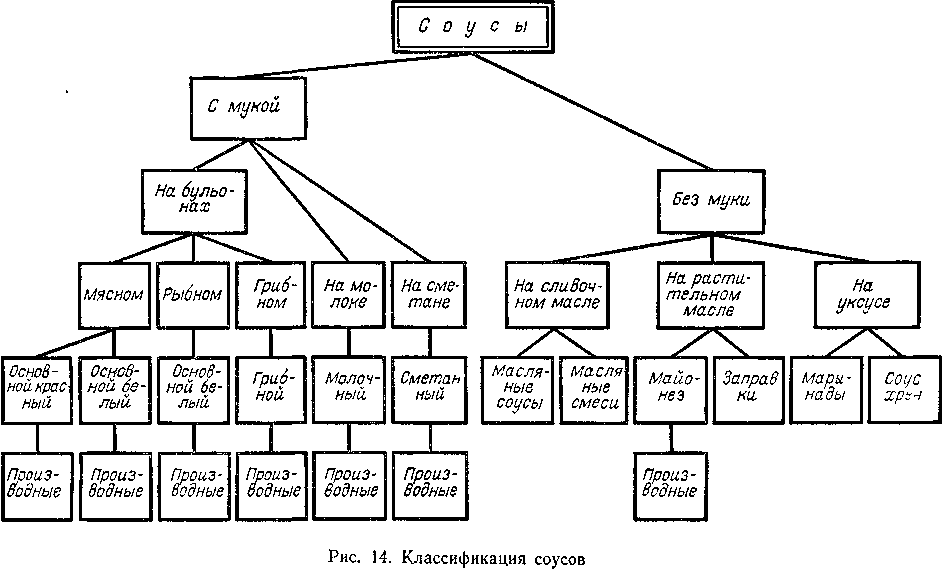 Соусы
С мукой
На бульо-
нах
Без муки
Мясном
Рыбном
Гриб-
ном
На мо-
локе
На сме-
тане
На сливоч-
ном масле
На расти-
тельном
масле
На
уксусе
Основ-
ной крас
ный
Основ-
ной бе-
лый
Основ-
ной бе-
лый
Гриб-
ной
Молоч-
ный
Сметан
ный
Масля-
ные
соусы
Масля
ные
смеси
Майо-
нез
Заправ
ки
Мари-
нады
Соус
хрен
Произ-
водные
Произ-
водные
Произ-
водные
Произ-
водные
Произ-
водные
Произ-
водные
Произ-
водные
Рис. 14. Классификация соусов